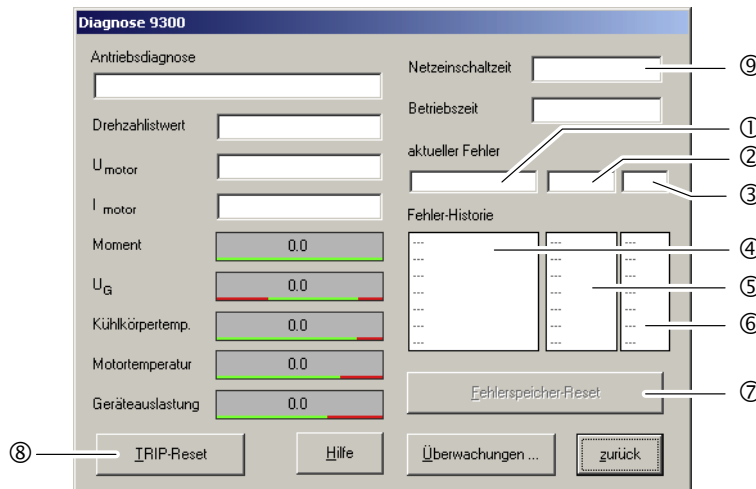 Diagnose 9300
Antriebsdiagnose
Drehzahlistwert
U motor
I motor
Moment 0.0
UG 0.0
Kühlkörpertemp. 0.0
Motortemperatur 0.0
Geräteauslastung 0.0
Netzeinschaltzeit ⑨
Betriebszeit
aktueller Fehler ①
②
③
Fehler-Historie
--- --- --- ④
--- --- ---
--- --- ---
--- --- --- ⑤
--- --- ---
--- --- --- ⑥
--- --- ---
Fehlerspeicher-Reset ⑦
⑧ TRIP-Reset Hilfe Überwachungen ... zurück